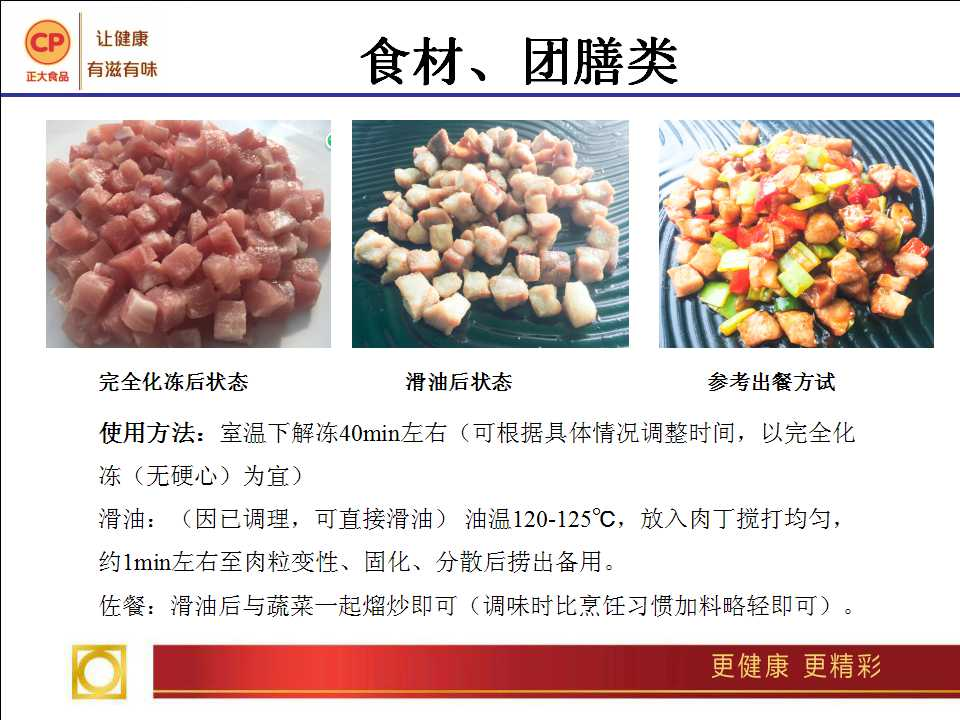 CP
正大食品
让健康
有滋有味
食材、团膳类
完全化冻后状态
滑油后状态
参考出餐方试
使用方法：室温下解冻40min左右（可根据具体情况调整时间，以完全化
冻（无硬心）为宜）
滑油：（因已调理，可直接滑油） 油温120-125℃，放入肉丁搅打均匀，
约1min左右至肉粒变性、固化、分散后捞出备用。
佐餐：滑油后与蔬菜一起熘炒即可（调味时比烹饪习惯加料略轻即可）。
更健康 更精彩